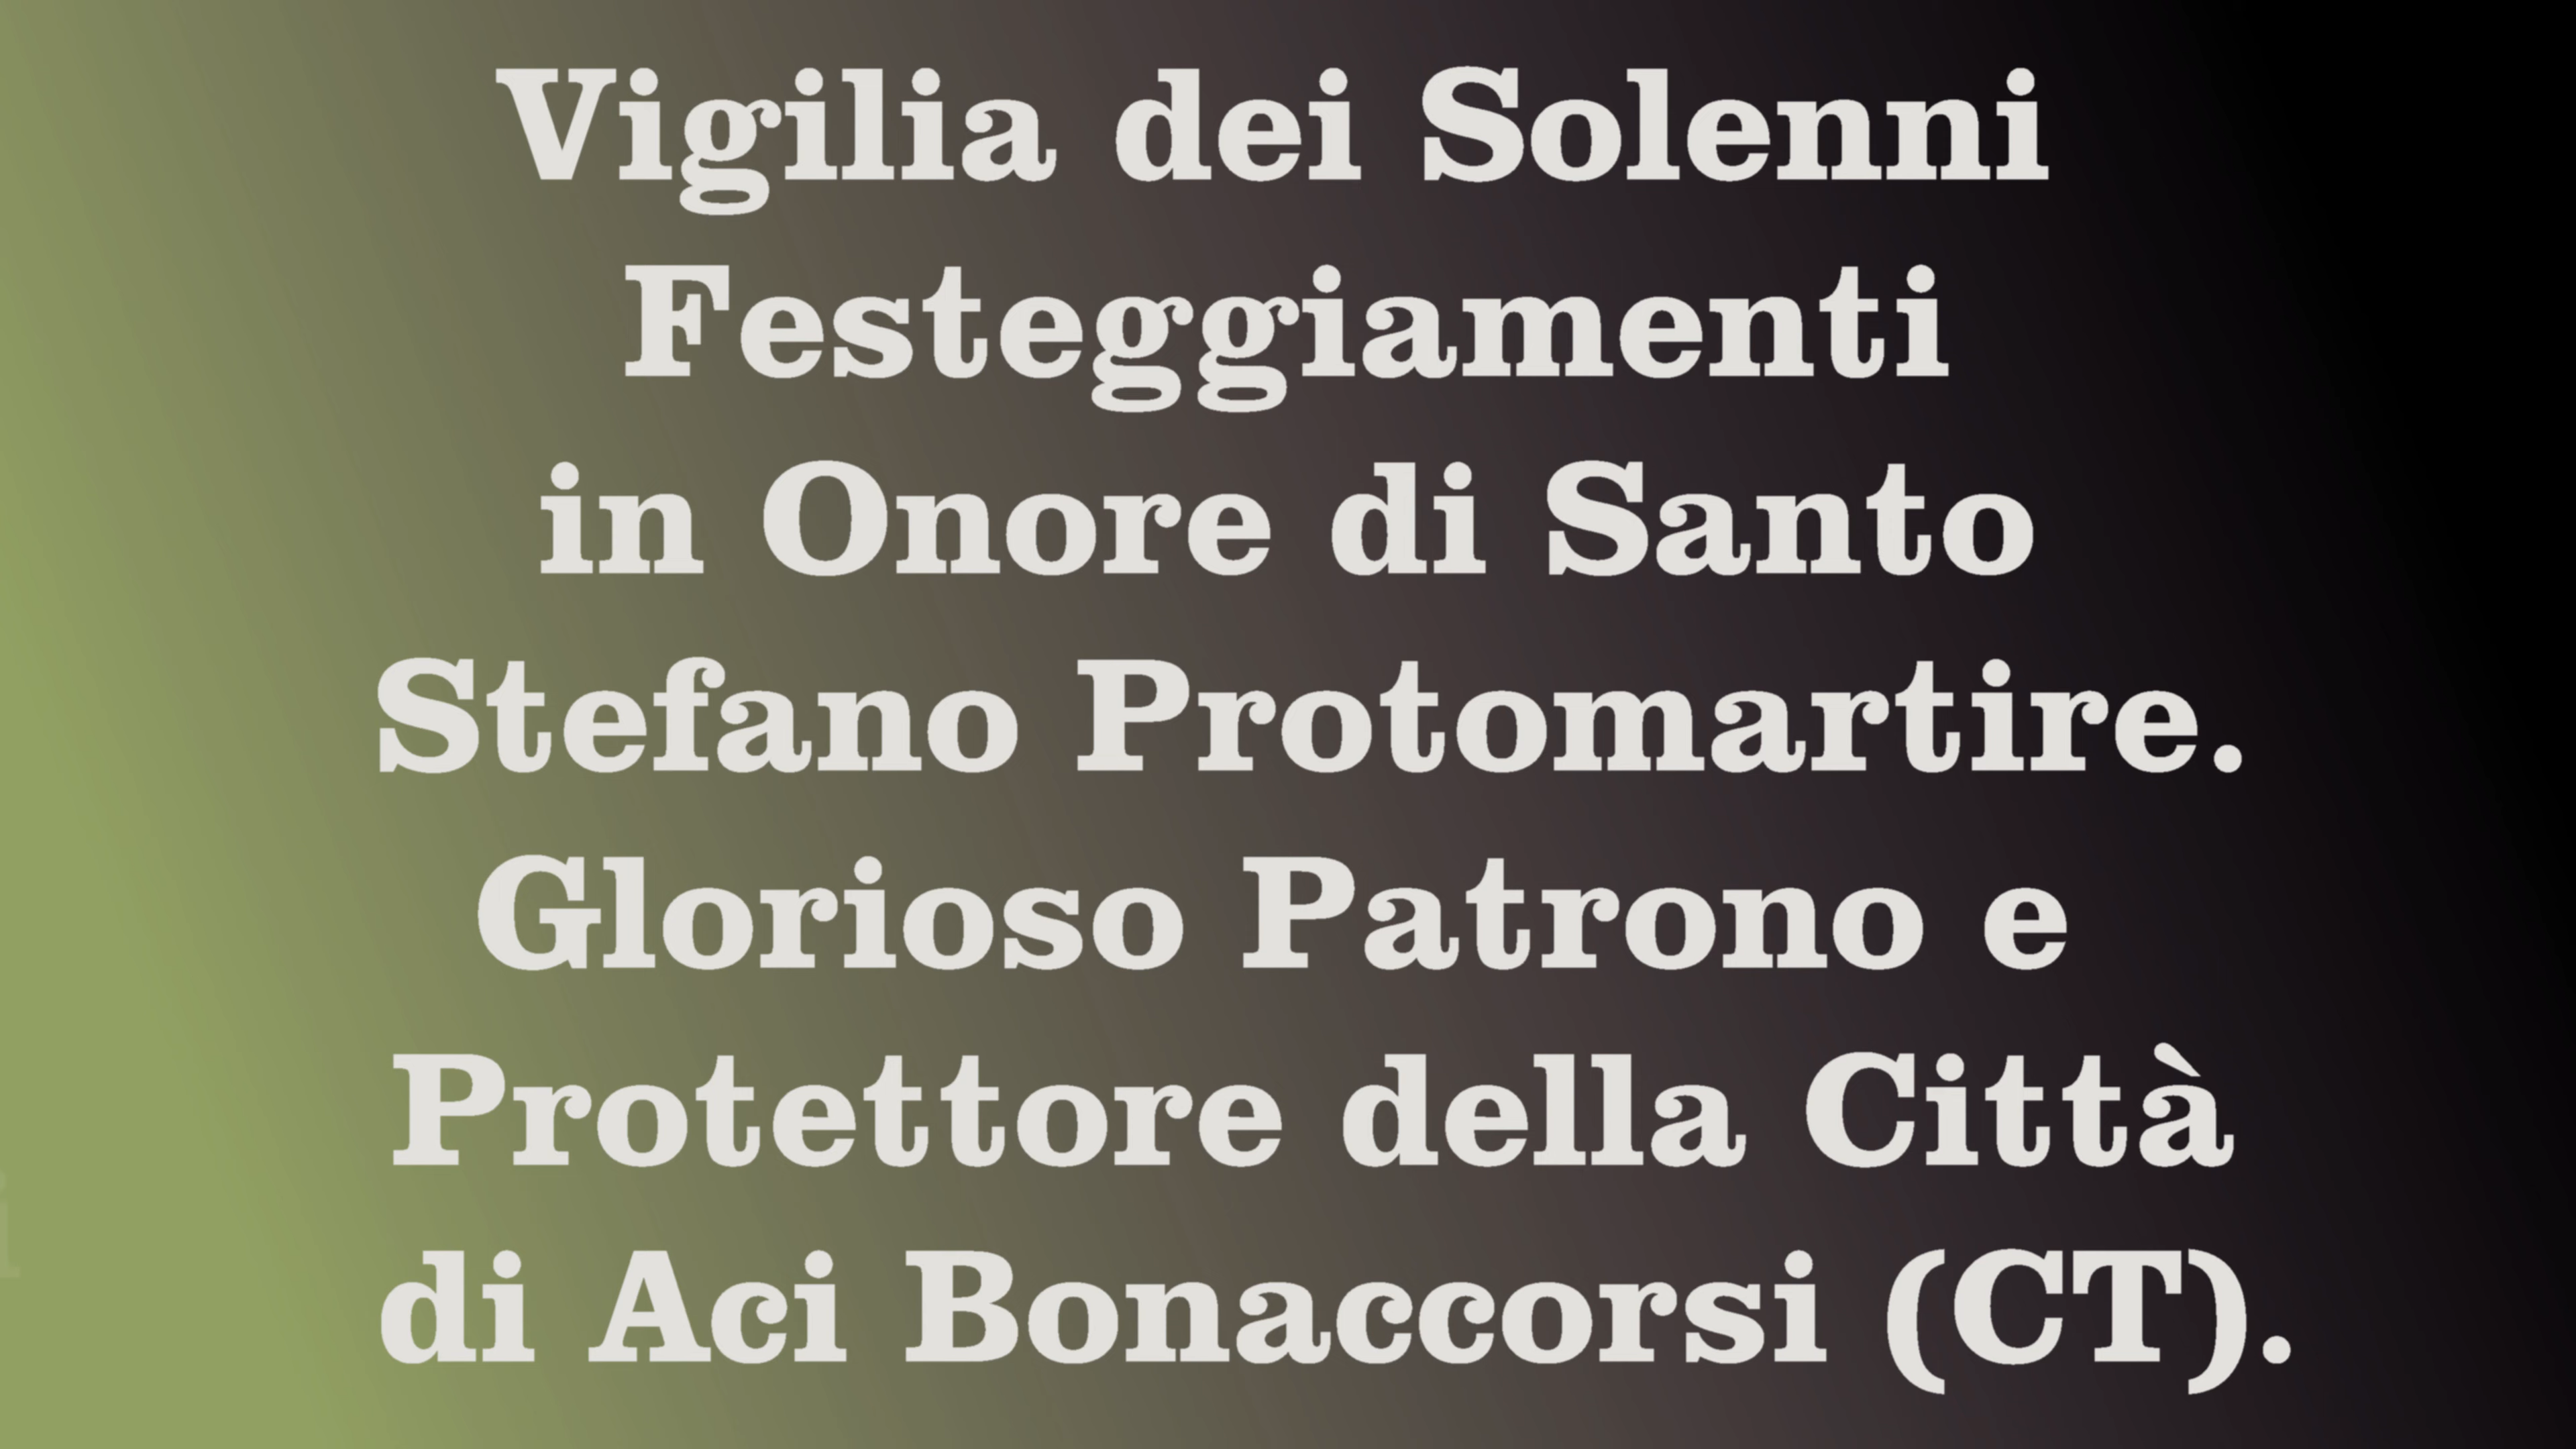 Vigilia dei Solenni
Festeggiamenti
in Onore di Santo
Stefano Protomartire.
Glorioso Patrono e
Protettore della Città
di Aci Bonaccorsi (CT).